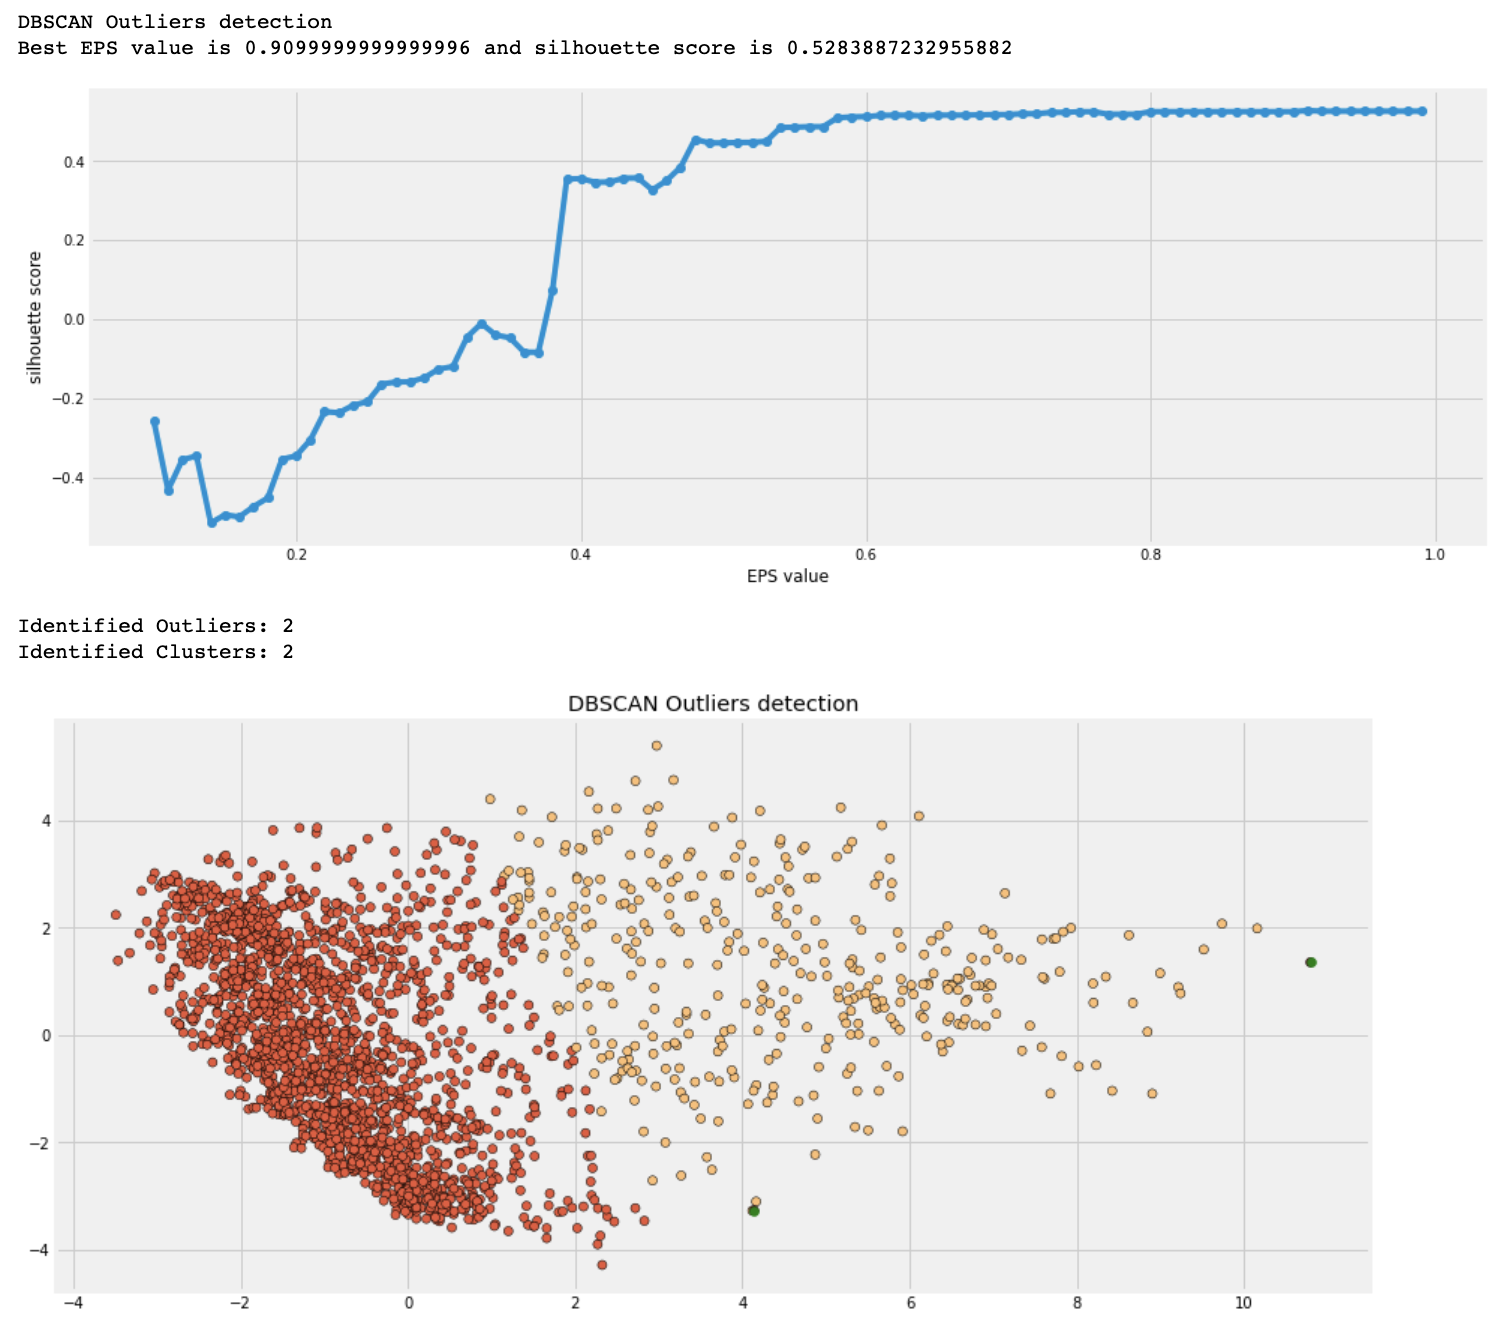 DBSCAN Outliers detection
Best EPS value is 0.9099999999999996 and silhouette score is 0.5283887232955882
0.4
0.2
0.0
−0.2
−0.4
silhouette score
0.2 0.4 0.6 0.8 1.0
EPS value
Identified Outliers: 2
Identified Clusters: 2
DBSCAN Outliers detection
4
2
0
−2
−4
−4 −2 0 2 4 6 8 10